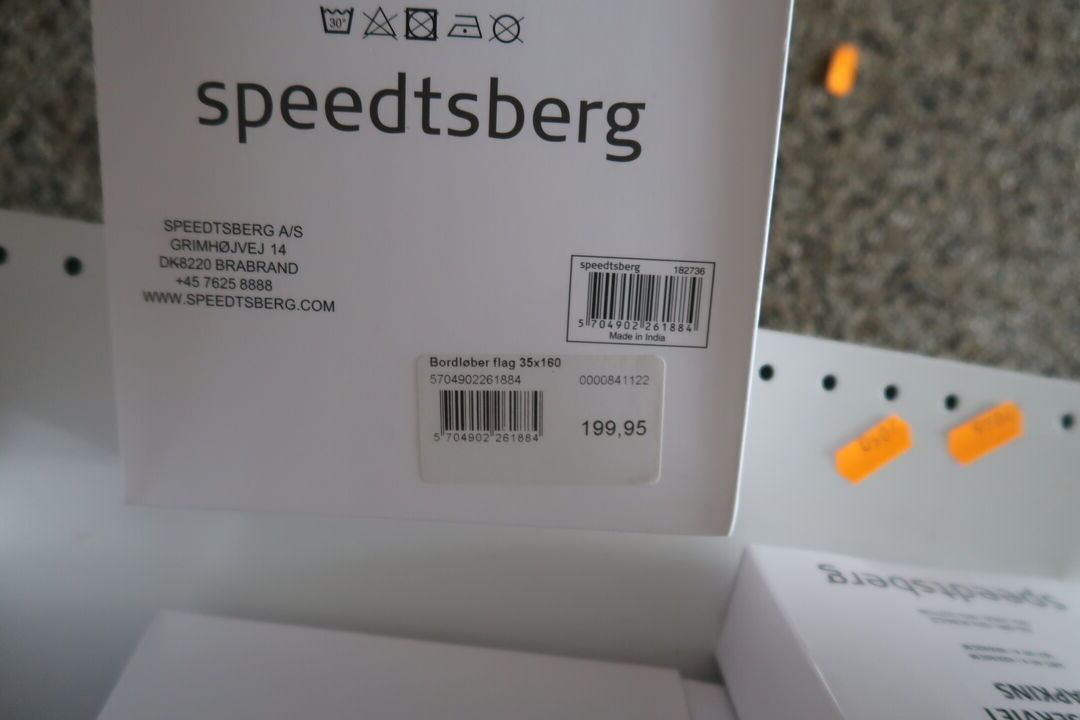 30°
speedtsberg
SPEEDTSBERG A/S
GRIMHØJVEJ 14
DK8220 BRABRAND
+45 7625 8888
WWW.SPEEDTSBERG.COM
speedtsberg 182736
5 704902 261884
Made in India
Bordløber flag 35x160
5704902261884 0000841122
5 704902 261884
199,95
speedtsberg